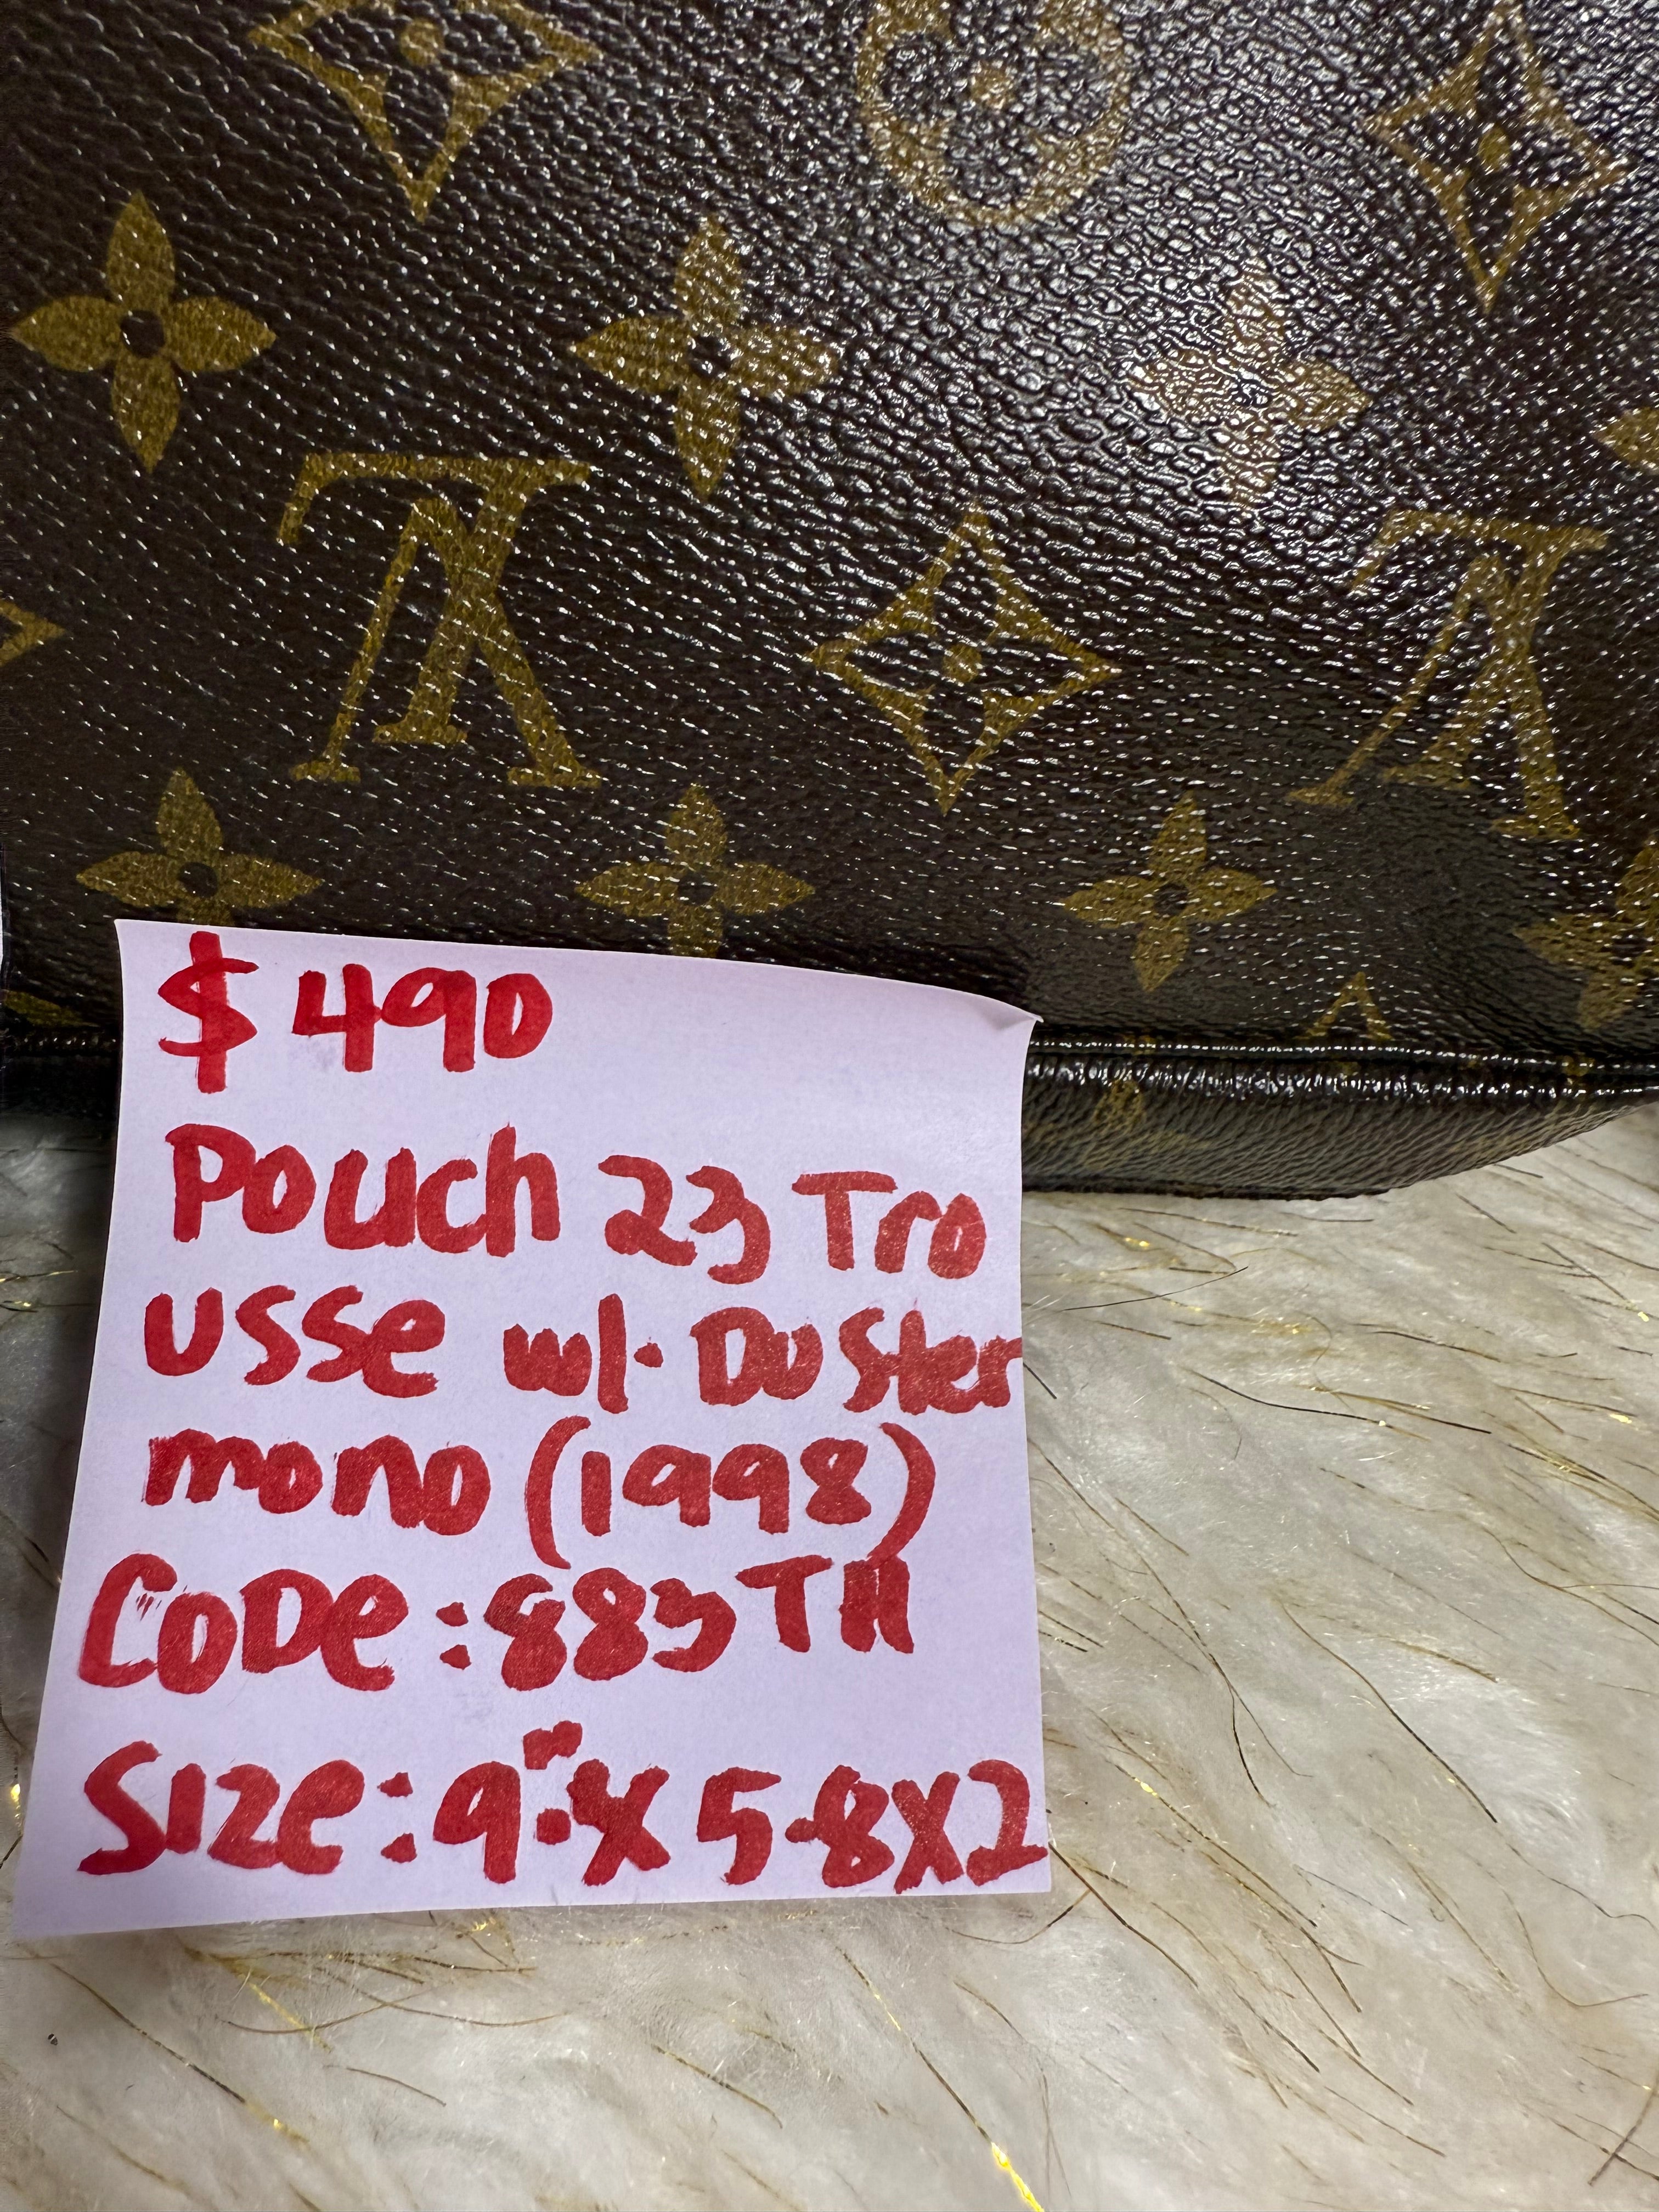 $490
Pouch 23 Tro
usse w/. Duster
mono (1998)
Code: 883TH
Size: 9.X 5.8X2